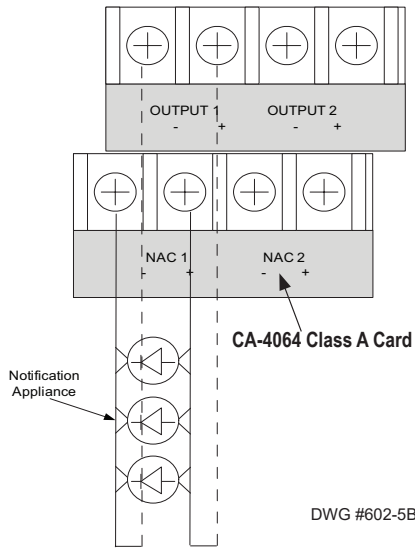 OUTPUT 1 OUTPUT 2
- + - +
NAC 1 NAC 2
- + - +
CA-4064 Class A Card
Notification
Appliance
DWG #602-5B